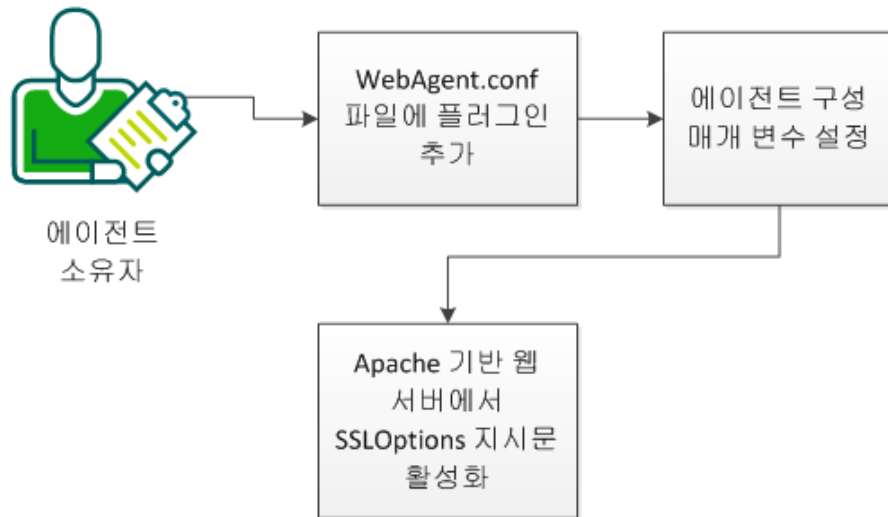 에이전트
소유자
WebAgent.conf
파일에 플러그인
추가
에이전트 구성
매개 변수 설정
Apache 기반 웹
서버에서
SSLOptions 지시문
활성화